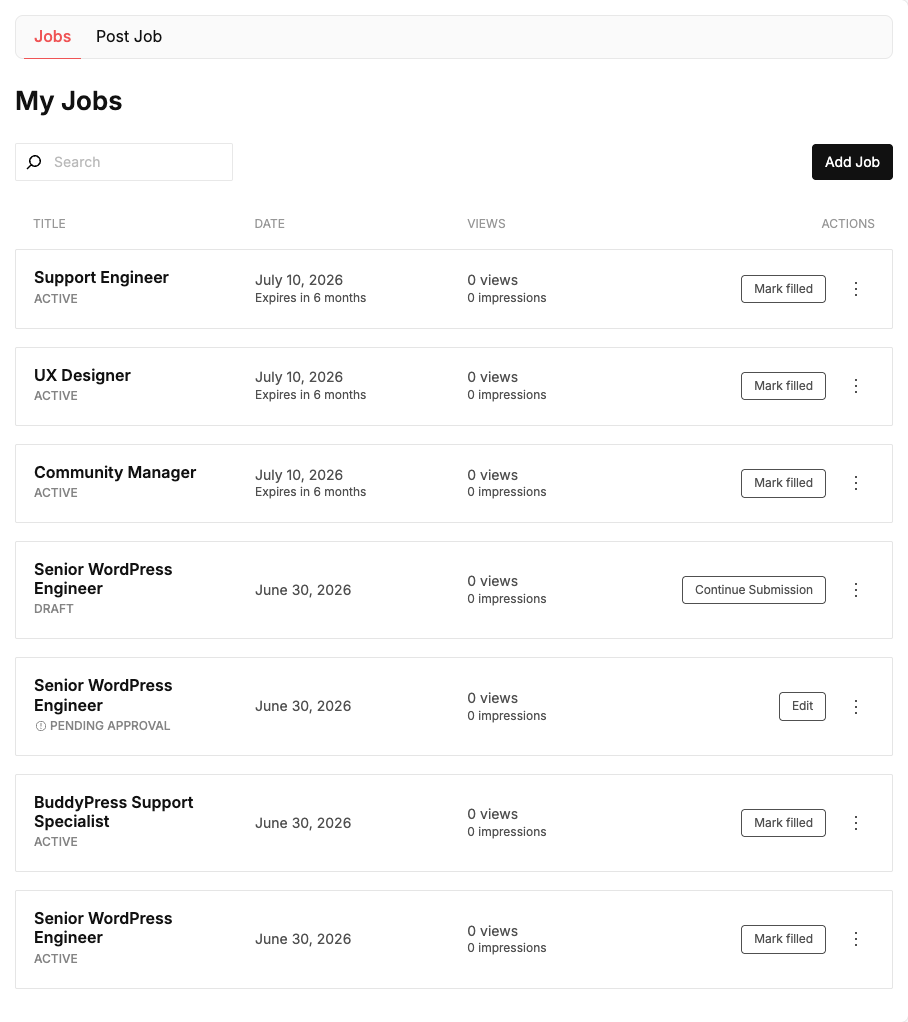 Jobs Post Job
My Jobs
Search
Add Job
TITLE DATE VIEWS ACTIONS
Support Engineer
ACTIVE
July 10, 2026
Expires in 6 months
0 views
0 impressions
Mark filled
UX Designer
ACTIVE
July 10, 2026
Expires in 6 months
0 views
0 impressions
Mark filled
Community Manager
ACTIVE
July 10, 2026
Expires in 6 months
0 views
0 impressions
Mark filled
Senior WordPress
Engineer
DRAFT
June 30, 2026
0 views
0 impressions
Continue Submission
Senior WordPress
Engineer
PENDING APPROVAL
June 30, 2026
0 views
0 impressions
Edit
BuddyPress Support
Specialist
ACTIVE
June 30, 2026
0 views
0 impressions
Mark filled
Senior WordPress
Engineer
ACTIVE
June 30, 2026
0 views
0 impressions
Mark filled